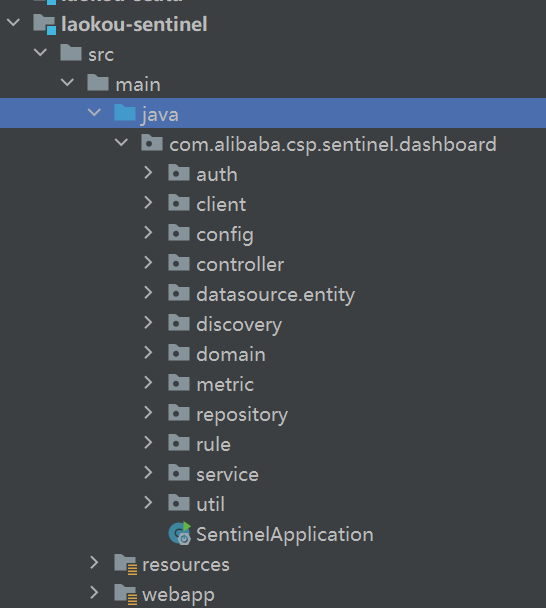 laokou-sentinel
src
main
java
com.alibaba.csp.sentinel.dashboard
auth
client
config
controller
datasource.entity
discovery
domain
metric
repository
rule
service
util
SentinelApplication
resources
webapp